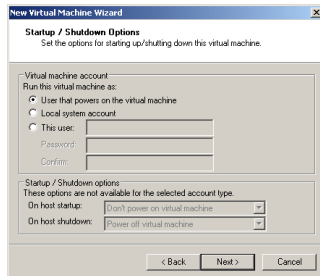 New Virtual Machine Wizard
Startup / Shutdown Options
Set the options for starting up/shutting down this virtual machine.
Virtual machine account
Run this virtual machine as:
User that powers on the virtual machine
Local system account
This user:
Password:
Confirm:
Startup / Shutdown options
These options are not available for the selected account type.
On host startup: Don't power on virtual machine
On host shutdown: Power off virtual machine
< Back Next > Cancel